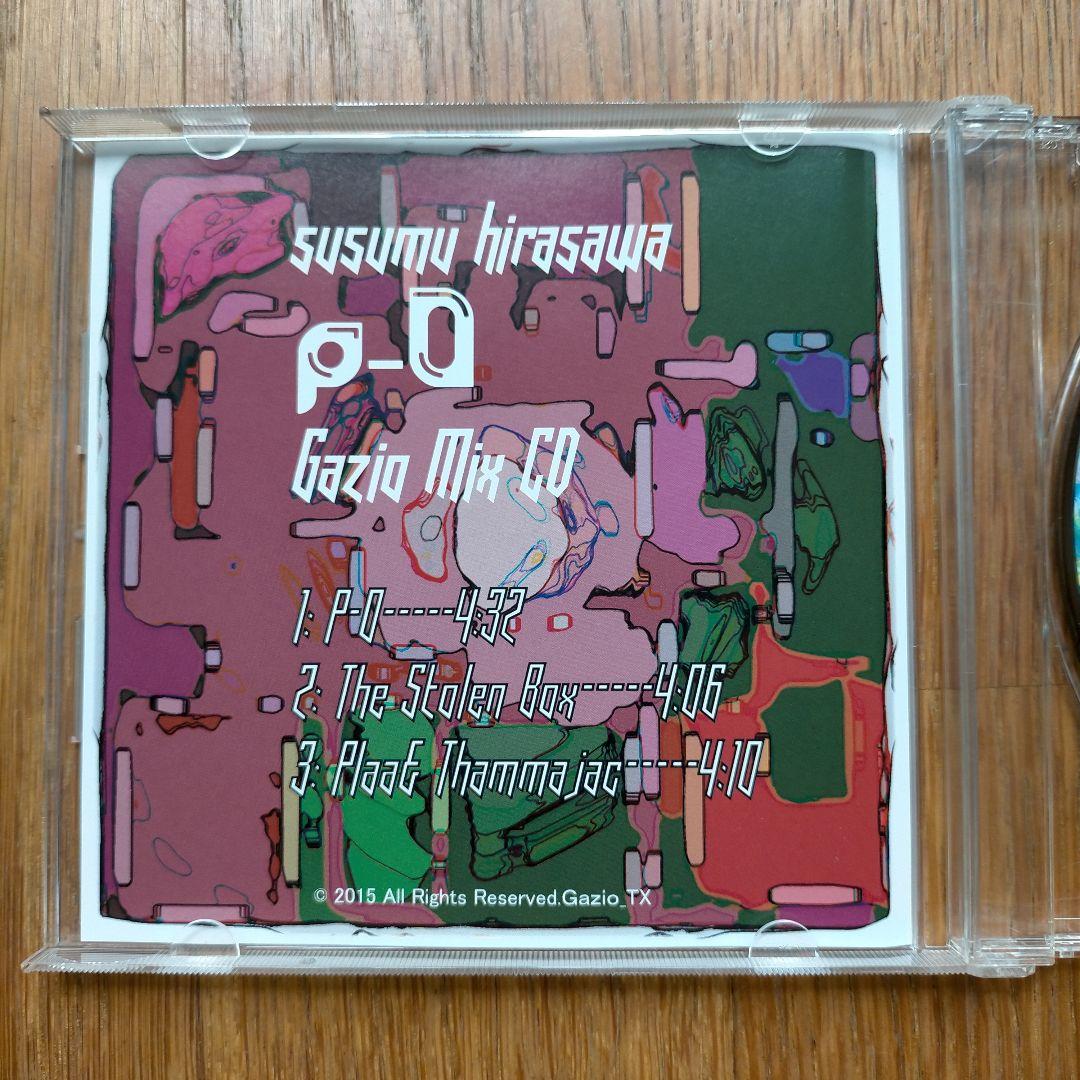 susumu hirasawa
P-0
Gazio Mix CD
1: P-0-----4:32
2: The Stolen Box-----4:06
3: Plaa& Thammajac-----4:10
© 2015 All Rights Reserved.Gazio_TX